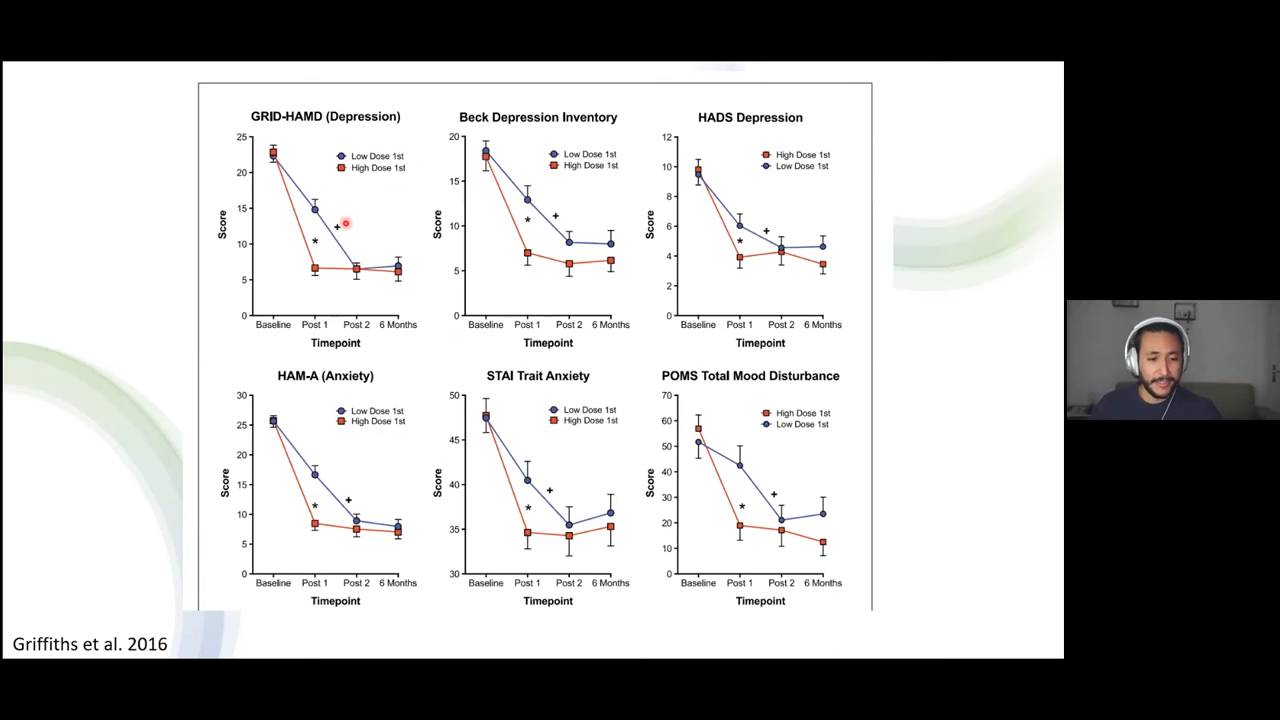 GRID-HAMD (Depression)
25
20
15
10
5
0
Score
Low Dose 1st
High Dose 1st
+
*
Baseline
Post 1
Post 2
6 Months
Timepoint
Beck Depression Inventory
20
15
10
5
0
Score
Low Dose 1st
High Dose 1st
+
*
Baseline
Post 1
Post 2
6 Months
Timepoint
HADS Depression
12
10
8
6
4
2
0
Score
High Dose 1st
Low Dose 1st
+
*
Baseline
Post 1
Post 2
6 Months
Timepoint
HAM-A (Anxiety)
30
25
20
15
10
5
0
Score
Low Dose 1st
High Dose 1st
+
*
Baseline
Post 1
Post 2
6 Months
Timepoint
STAI Trait Anxiety
50
45
40
35
30
Score
Low Dose 1st
High Dose 1st
+
*
Baseline
Post 1
Post 2
6 Months
Timepoint
POMS Total Mood Disturbance
70
60
50
40
30
20
10
0
Score
High Dose 1st
Low Dose 1st
+
*
Baseline
Post 1
Post 2
6 Months
Timepoint
Griffiths et al. 2016